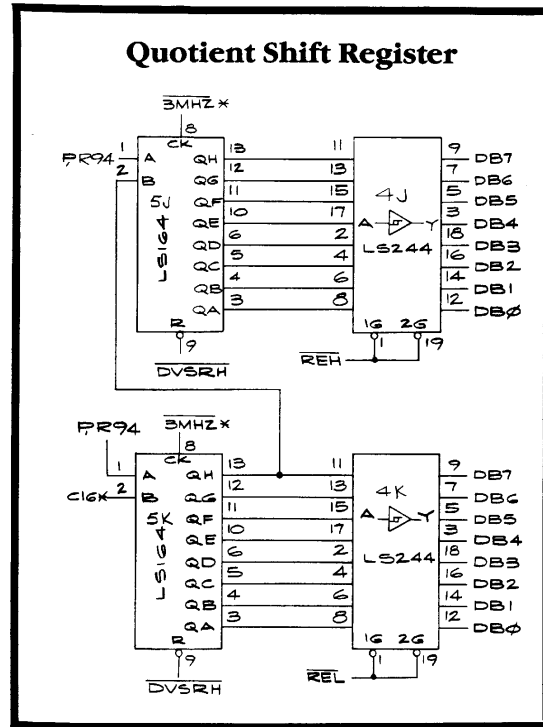 Quotient Shift Register
3MHZ*
8
CK
PR94 1 A QH 13 11 9 DB7
2 B QG 12 13 7 DB6
5J QF 11 15 4J 5 DB5
LS164 QE 10 17 A Y 3 DB4
QD 6 2 LS244 18 DB3
QC 5 4 16 DB2
QB 4 6 14 DB1
QA 3 8 12 DBØ
R 1G 2G
9 REH 1 19
DVSRH
3MHZ*
PR94 8
CK
1 A QH 13 11 9 DB7
C16* 2 B QG 12 13 7 DB6
5K QF 11 15 4K 5 DB5
LS164 QE 10 17 A Y 3 DB4
QD 6 2 LS244 18 DB3
QC 5 4 16 DB2
QB 4 6 14 DB1
QA 3 8 12 DBØ
R 1G 2G
9 REL 1 19
DVSRH